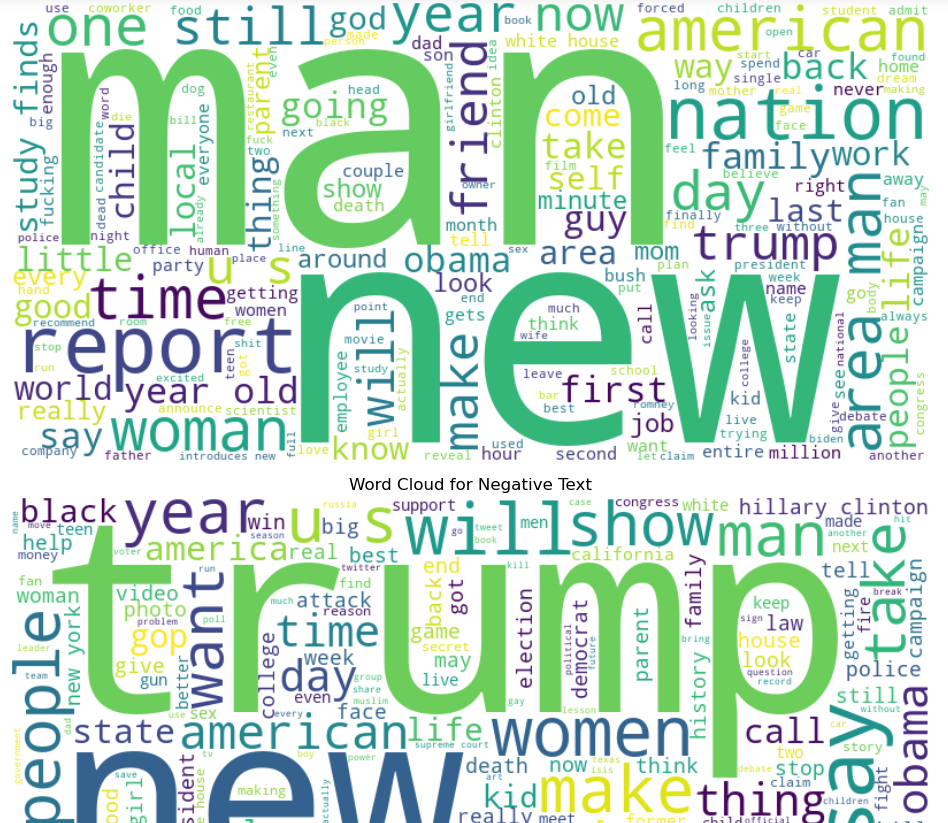 use coworker food
one still god year book now american
forced children student admit
study finds
big enough
fucking
man
person made
dad son white house
open
way spend back home found
start car
single never dream making
long mother real
game face
nation
feel family work
believe
day right last away
fan house may
finally find three without
trump
president
week name keep
dog
word die
dead candidate child
bill
local everyone already
even restaurant parent
fuck two
thing something
going head
black next
couple show death
friend girlfriend clinton idea
owner
month tell
old come take film self minute guy
police night
office human place line
little party u s around obama sex area mom
every hand good time getting women
recommend room free
report
stop run
shit teen got
world year old
excited
really announce scientist
say woman
company father introduces new full love
new
look end gets
bush put plan
point movie will study actually
employee girl know
make reveal hour
much think wife
leave first bar best school
romney job want
used second let claim
call looking issue ask
college kid live trying
entire million
state see national give debate biden
go body area man people life campaign always
congress another
Word Cloud for Negative Text
name black move teen help money
year win season u s big russia
support go will tweet book men case show
congress white hillary clinton
man made another next hit
america real best
california
tell take
voter
trump
fan woman video photo problem
run poll want
gop give gun better
leader people team new york
twitter find much attack reason time
college week day even
group share muslim face
end back got game secret may live
kill election
political democrat future
parent family bring history
keep sign law house look question record
getting fire break campaign
police
still without
use sex every
gay lesson
state american life supreme court women call
car story
dad government
say obama
new
tv boy power
death now think
texas isis
debate two stop claim
save girl making
art
kid make thing
children fight
really meet former child official
actually
house